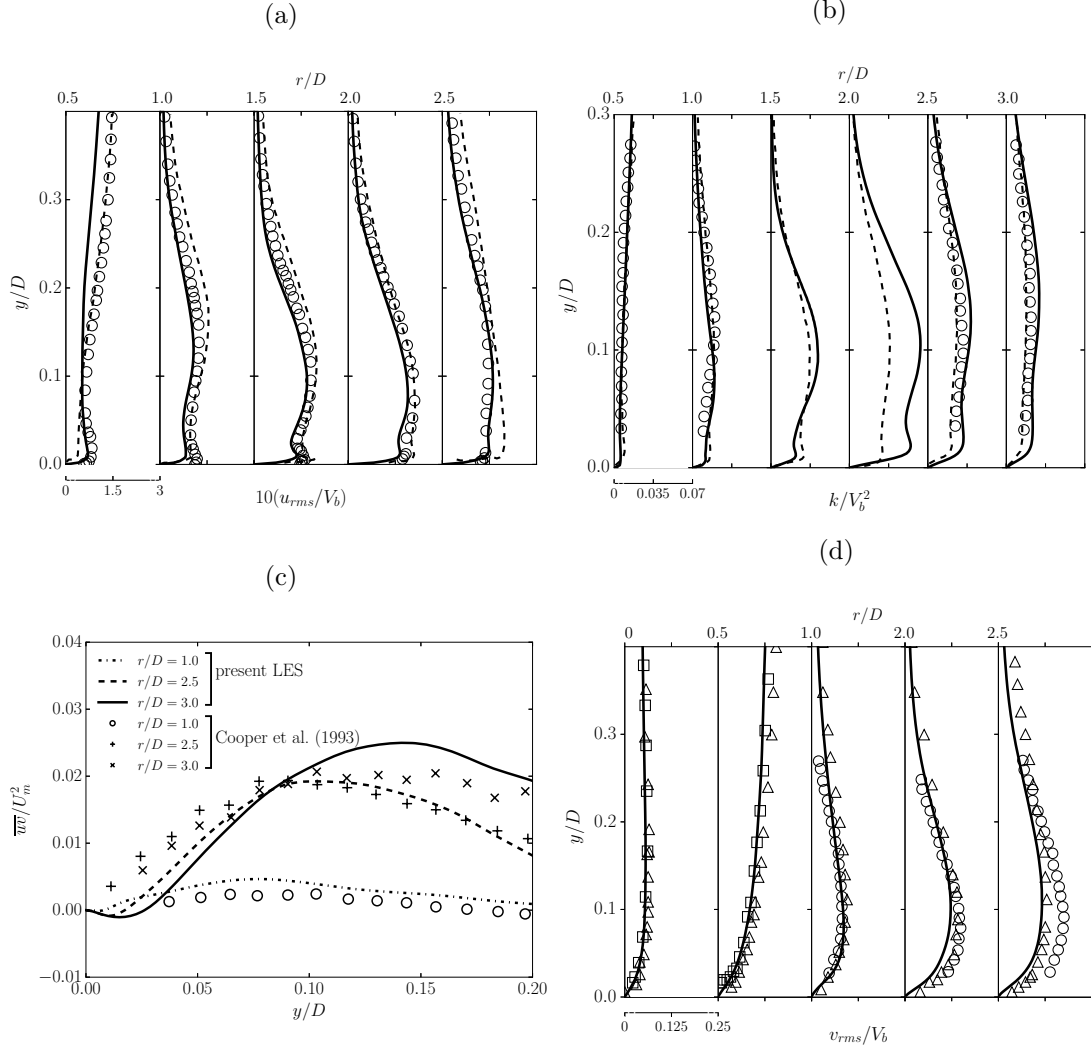 (a)
r/D
0.5 1.0 1.5 2.0 2.5
y/D
0.3
0.2
0.1
0.0
0 1.5 3
10(u_{rms}/V_b)
(b)
r/D
0.5 1.0 1.5 2.0 2.5 3.0
y/D
0.3
0.2
0.1
0.0
0 0.035 0.07
k/V_b^2
(c)
\overline{uv}/U_m^2
0.04
0.03
0.02
0.01
0.00
−0.01
r/D = 1.0
r/D = 2.5
r/D = 3.0
present LES
r/D = 1.0
r/D = 2.5
r/D = 3.0
Cooper et al. (1993)
0.00 0.05 0.10 0.15 0.20
y/D
(d)
r/D
0 0.5 1.0 2.0 2.5
y/D
0.3
0.2
0.1
0.0
0 0.125 0.25
v_{rms}/V_b